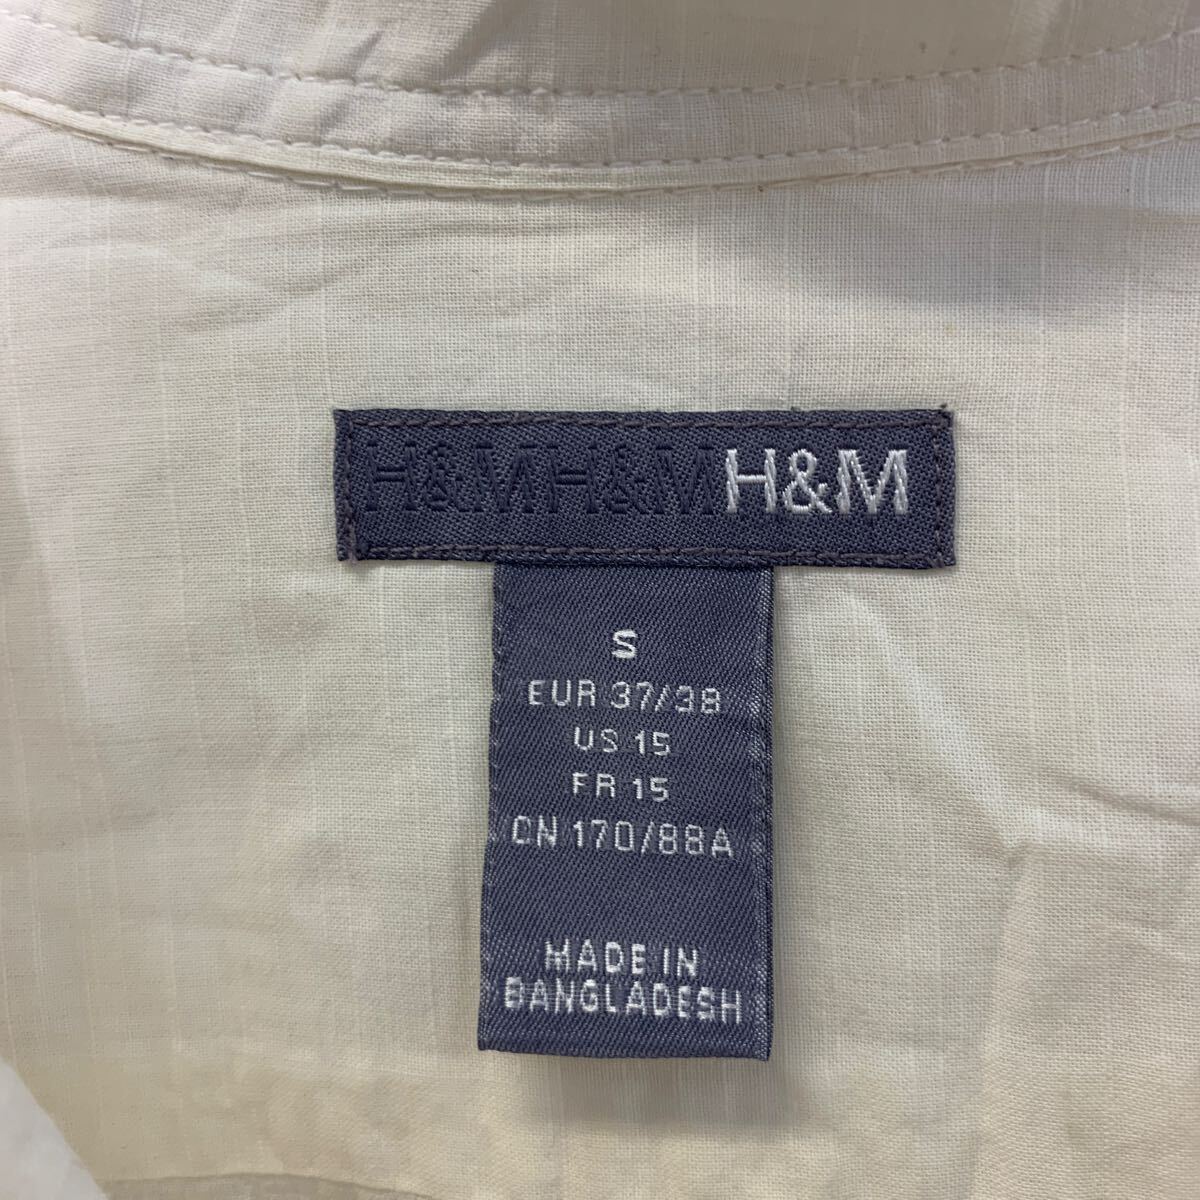 H&MH&MH&M
S
EUR 37/38
US 15
FR 15
CN 170/88A
MADE IN
BANGLADESH